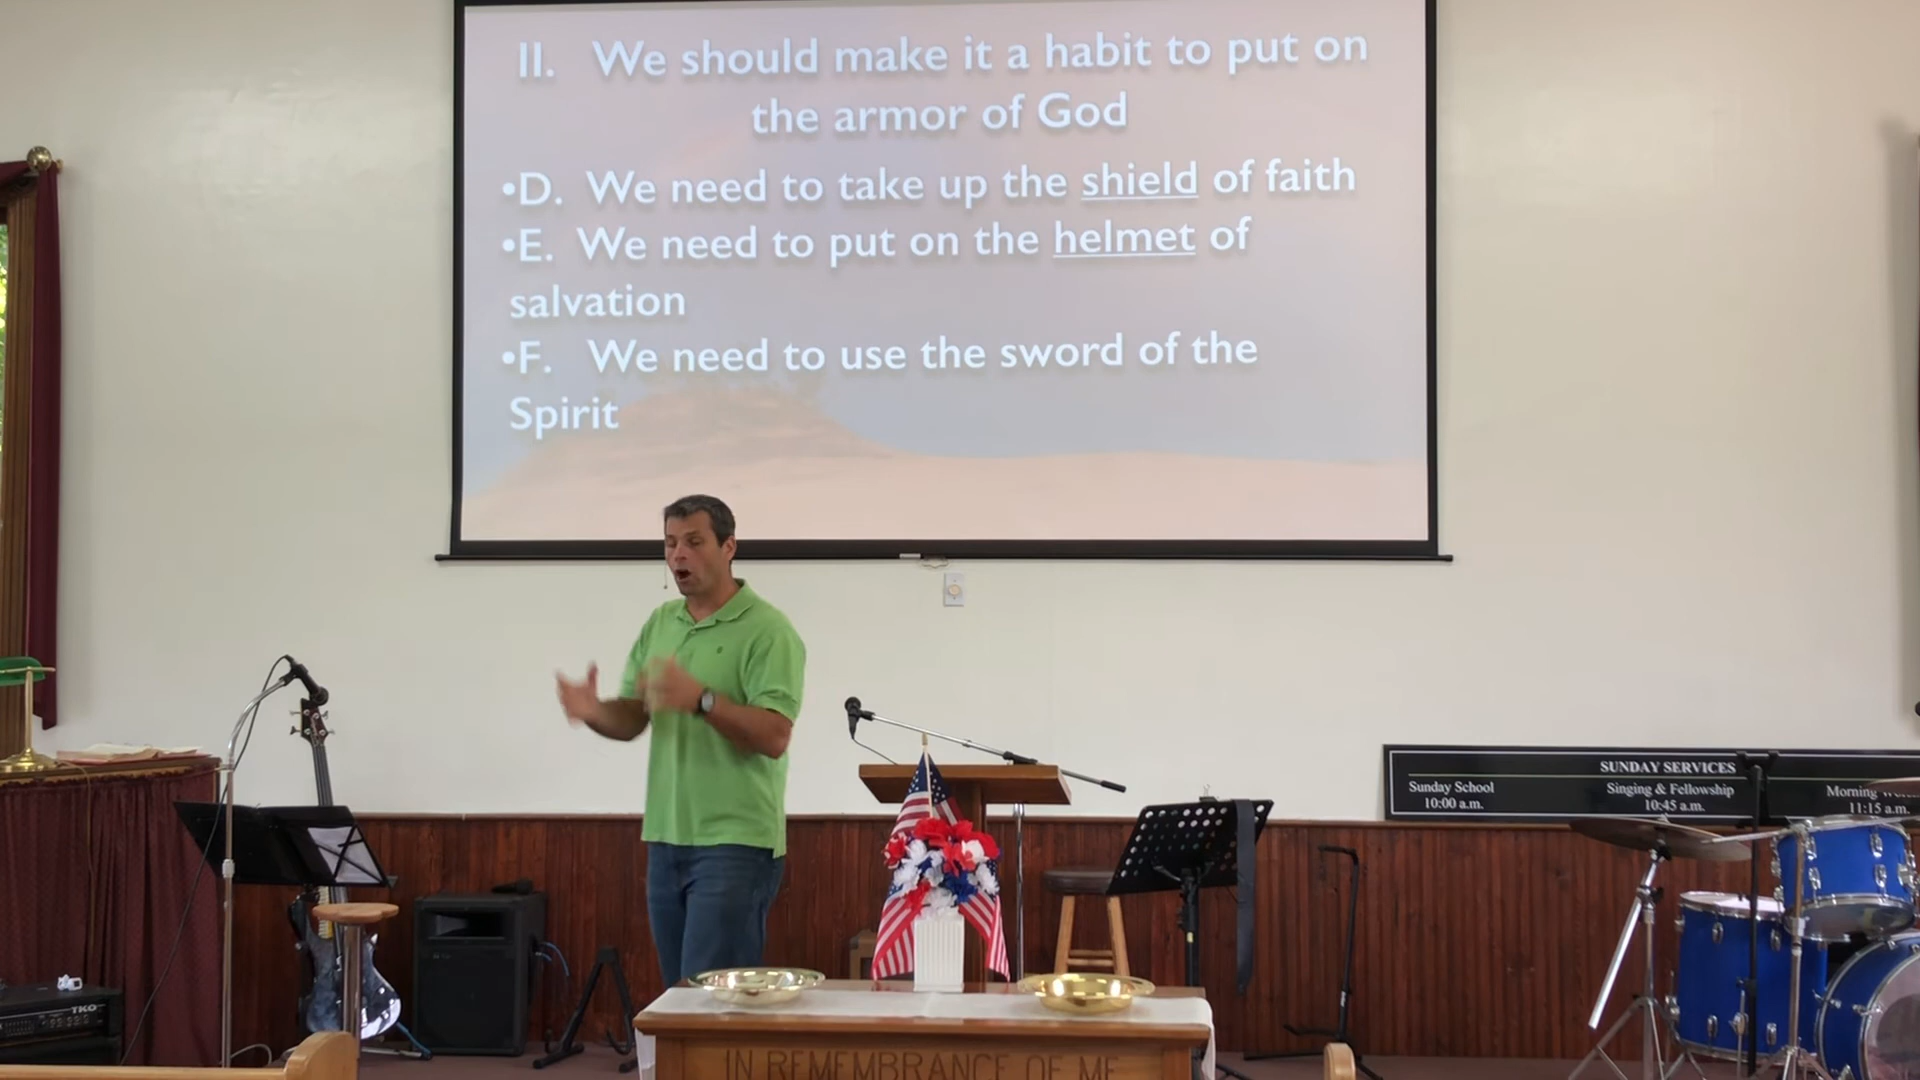 II. We should make it a habit to put on
the armor of God
•D. We need to take up the shield of faith
•E. We need to put on the helmet of
salvation
•F. We need to use the sword of the
Spirit
SUNDAY SERVICES
Sunday School
10:00 a.m.
Singing & Fellowship
10:45 a.m.
Morning
11:15 a.m.
TKO
IN REMEMBRANCE OF ME